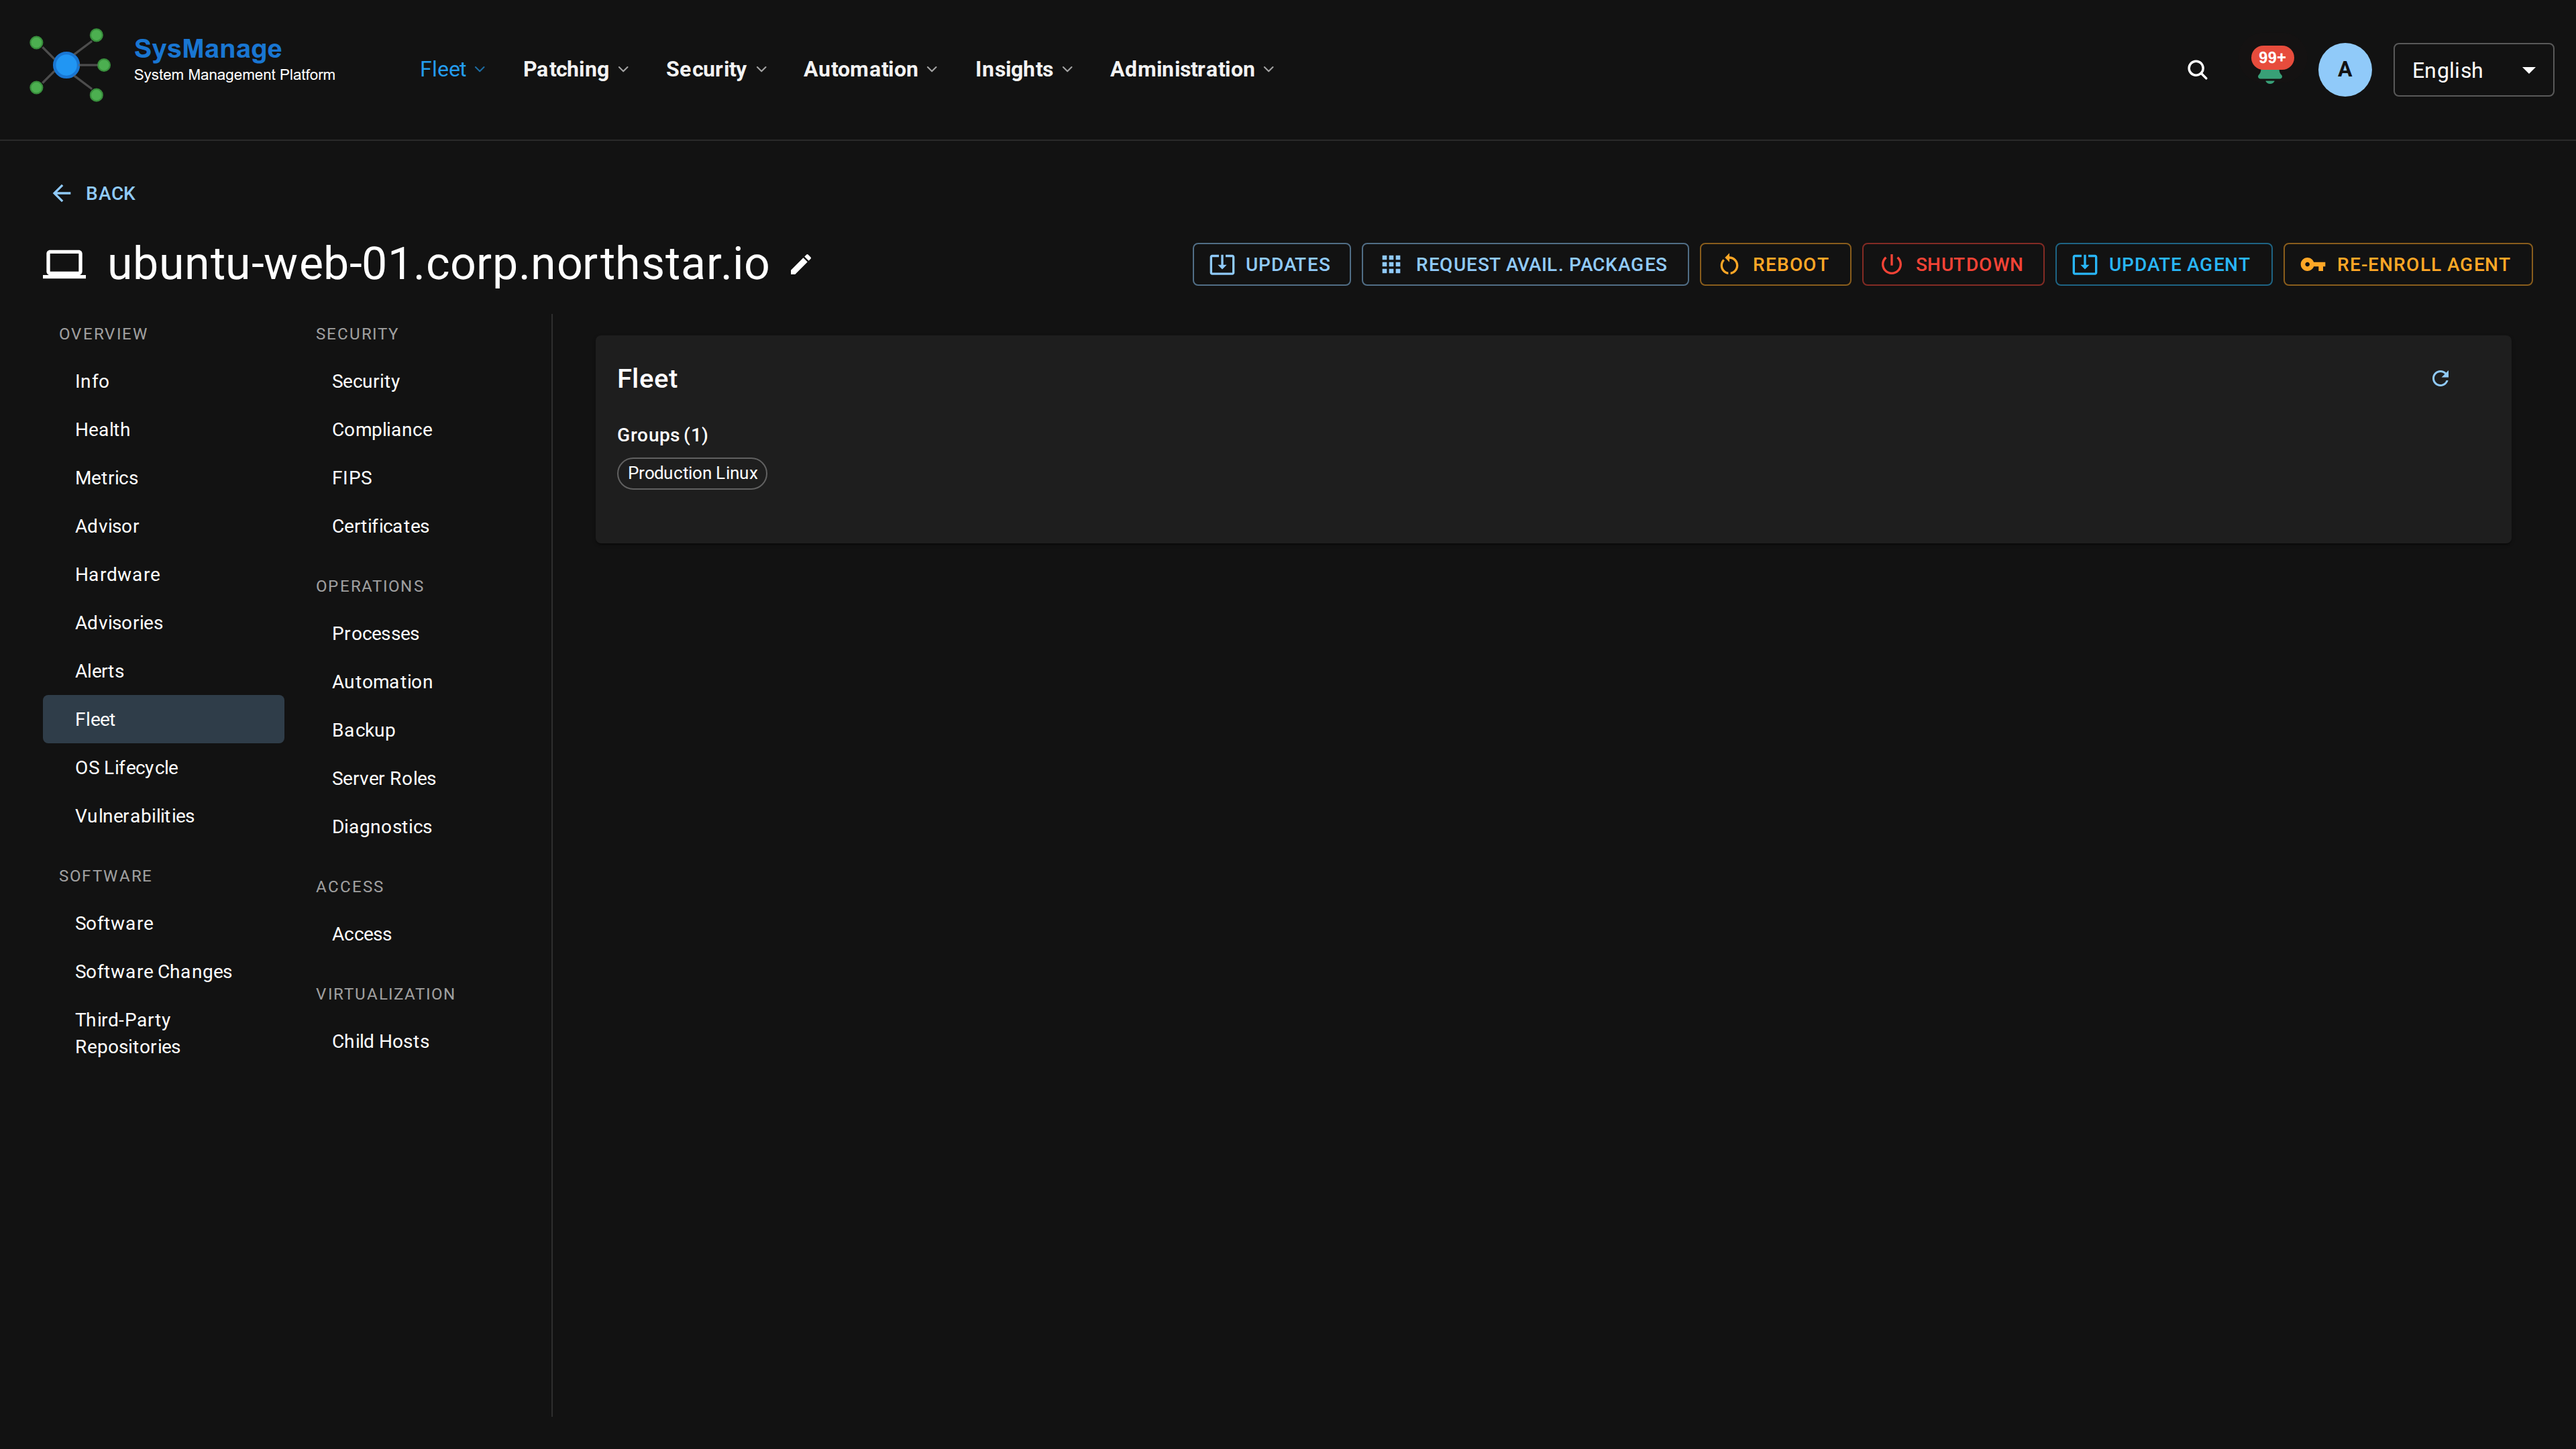 SysManage
System Management Platform
Fleet
Patching
Security
Automation
Insights
Administration
99+
A
English
BACK
ubuntu-web-01.corp.northstar.io
UPDATES
REQUEST AVAIL. PACKAGES
REBOOT
SHUTDOWN
UPDATE AGENT
RE-ENROLL AGENT
OVERVIEW
Info
Health
Metrics
Advisor
Hardware
Advisories
Alerts
Fleet
OS Lifecycle
Vulnerabilities
SOFTWARE
Software
Software Changes
Third-Party
Repositories
SECURITY
Security
Compliance
FIPS
Certificates
OPERATIONS
Processes
Automation
Backup
Server Roles
Diagnostics
ACCESS
Access
VIRTUALIZATION
Child Hosts
Fleet
Groups (1)
Production Linux